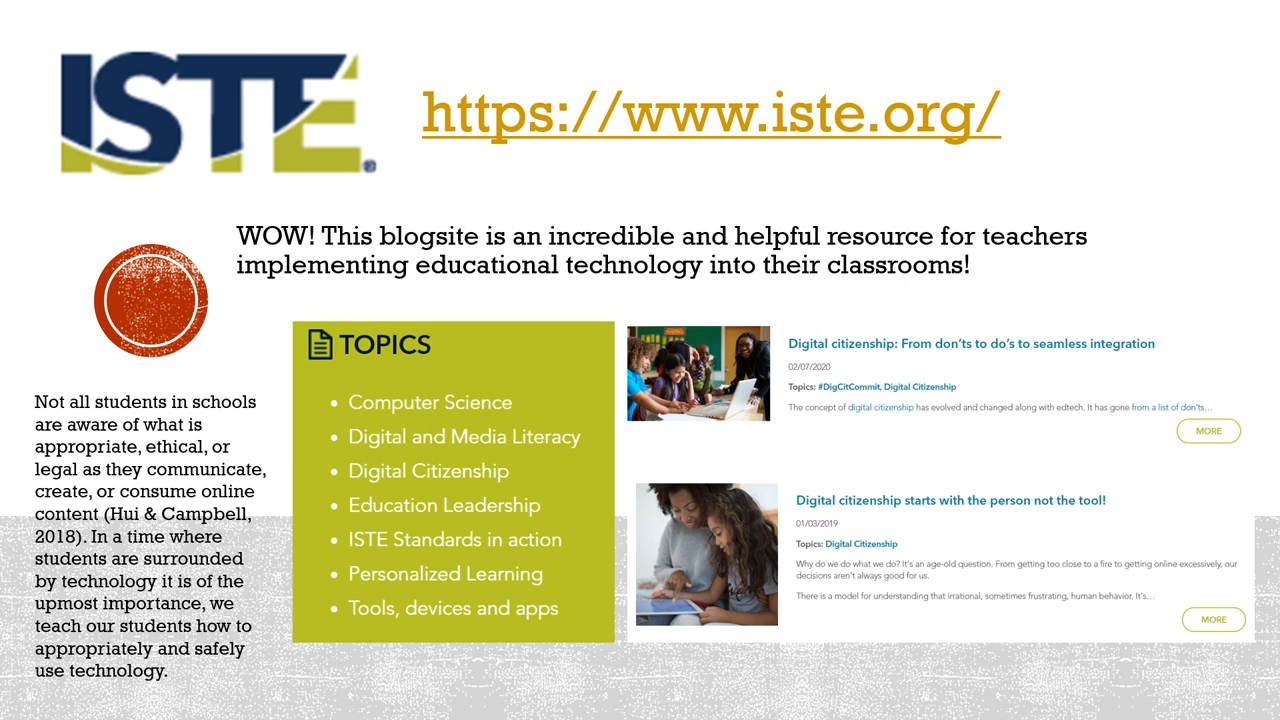 ISTE®
https://www.iste.org/
WOW! This blogsite is an incredible and helpful resource for teachers
implementing educational technology into their classrooms!
Not all students in schools
are aware of what is
appropriate, ethical, or
legal as they communicate,
create, or consume online
content (Hui & Campbell,
2018). In a time where
students are surrounded
by technology it is of the
upmost importance, we
teach our students how to
appropriately and safely
use technology.
TOPICS
• Computer Science
• Digital and Media Literacy
• Digital Citizenship
• Education Leadership
• ISTE Standards in action
• Personalized Learning
• Tools, devices and apps
Digital citizenship: From don'ts to do's to seamless integration
02/07/2020
Topics: #DigCitCommit, Digital Citizenship
The concept of digital citizenship has evolved and changed along with edtech. It has gone from a list of don'ts...
MORE
Digital citizenship starts with the person not the tool!
01/03/2019
Topics: Digital Citizenship
Why do we do what we do? It's an age-old question. From getting too close to a fire to getting online excessively, our
decisions aren't always good for us.
There is a model for understanding that irrational, sometimes frustrating, human behavior. It's...
MORE